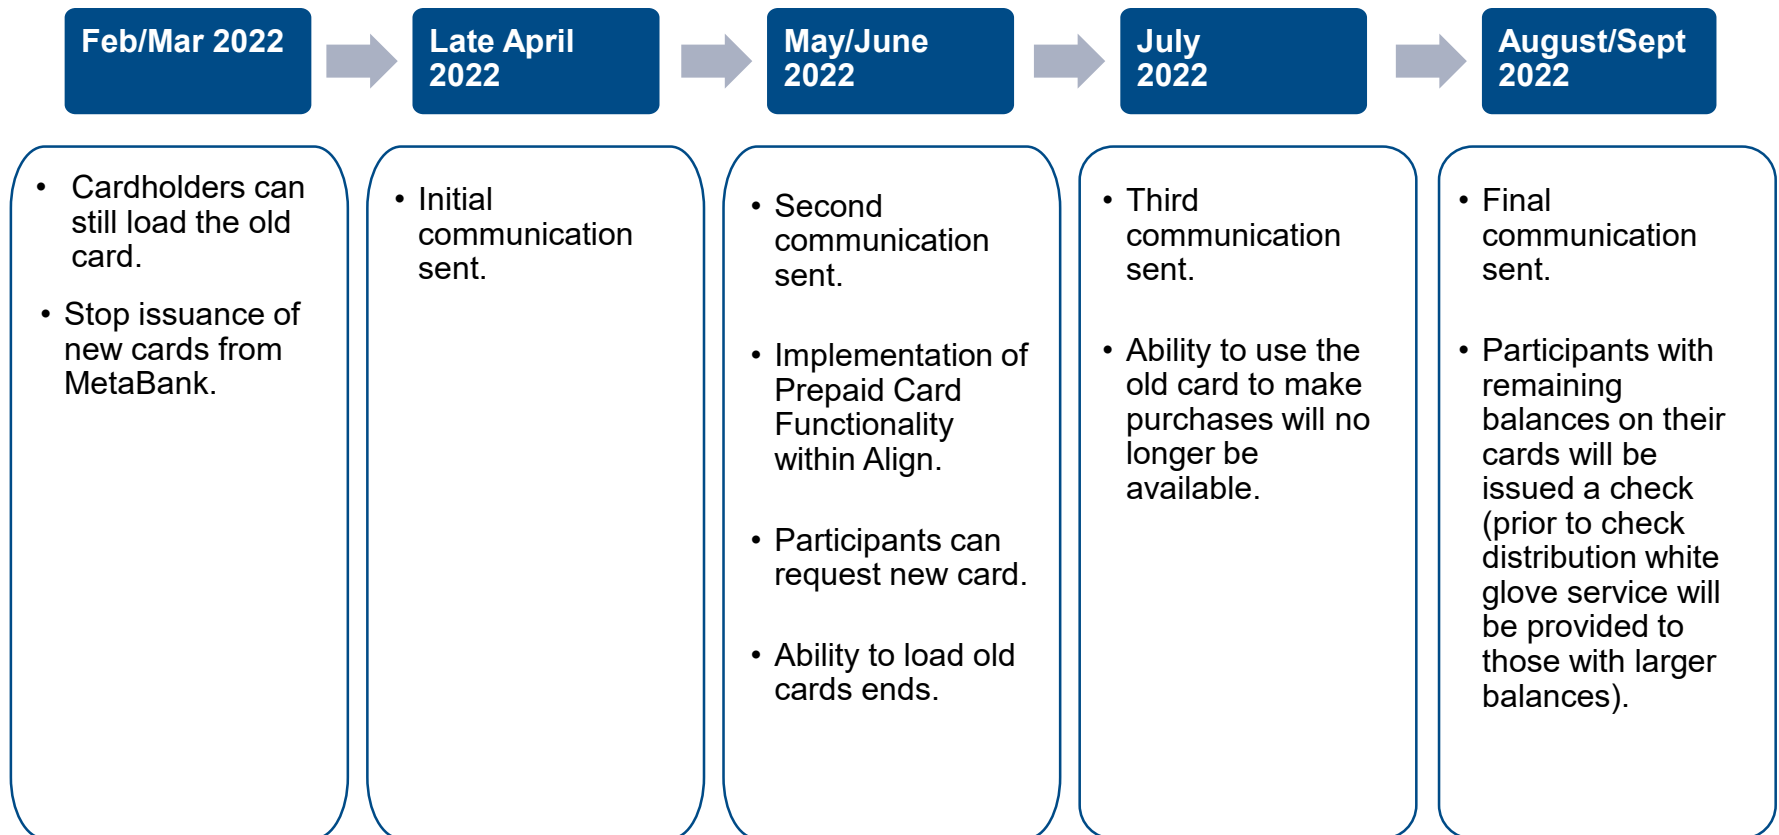 Feb/Mar 2022
Late April
2022
May/June
2022
July
2022
August/Sept
2022
• Cardholders can
still load the old
card.
• Stop issuance of
new cards from
MetaBank.
• Initial
communication
sent.
• Second
communication
sent.
• Implementation of
Prepaid Card
Functionality
within Align.
• Participants can
request new card.
• Ability to load old
cards ends.
• Third
communication
sent.
• Ability to use the
old card to make
purchases will no
longer be
available.
• Final
communication
sent.
• Participants with
remaining
balances on their
cards will be
issued a check
(prior to check
distribution white
glove service will
be provided to
those with larger
balances).